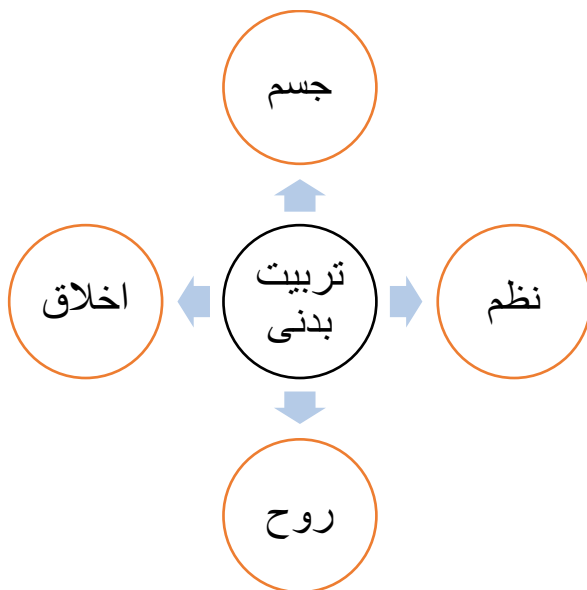 جسم
تربیت
بدنی
نظم
اخلاق
روح